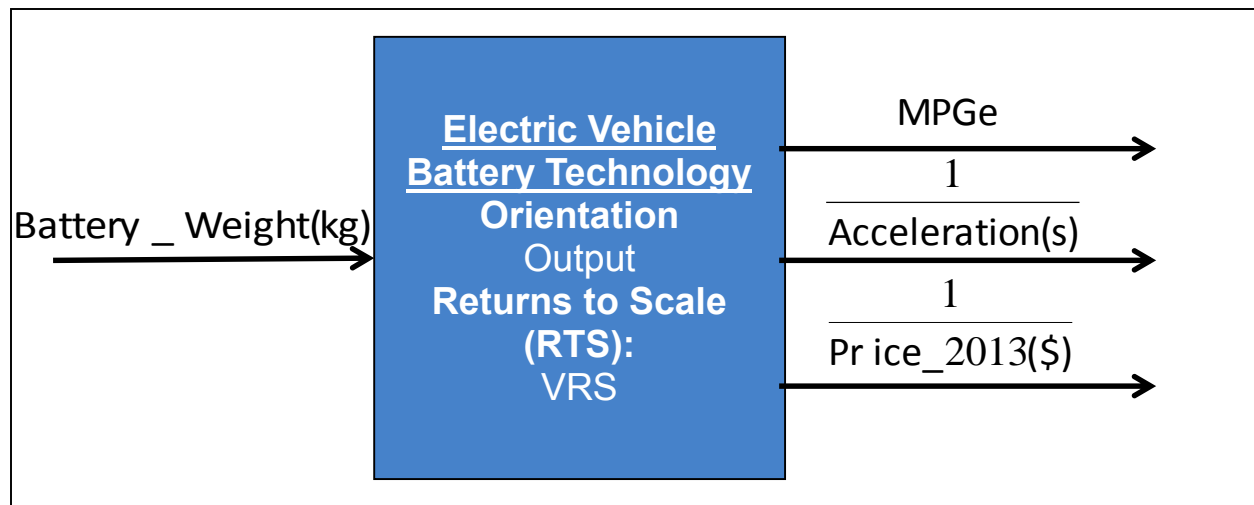 Battery _ Weight(kg)
Electric Vehicle
Battery Technology
Orientation
Output
Returns to Scale
(RTS):
VRS
MPGe
1
Acceleration(s)
1
Pr ice_2013($)